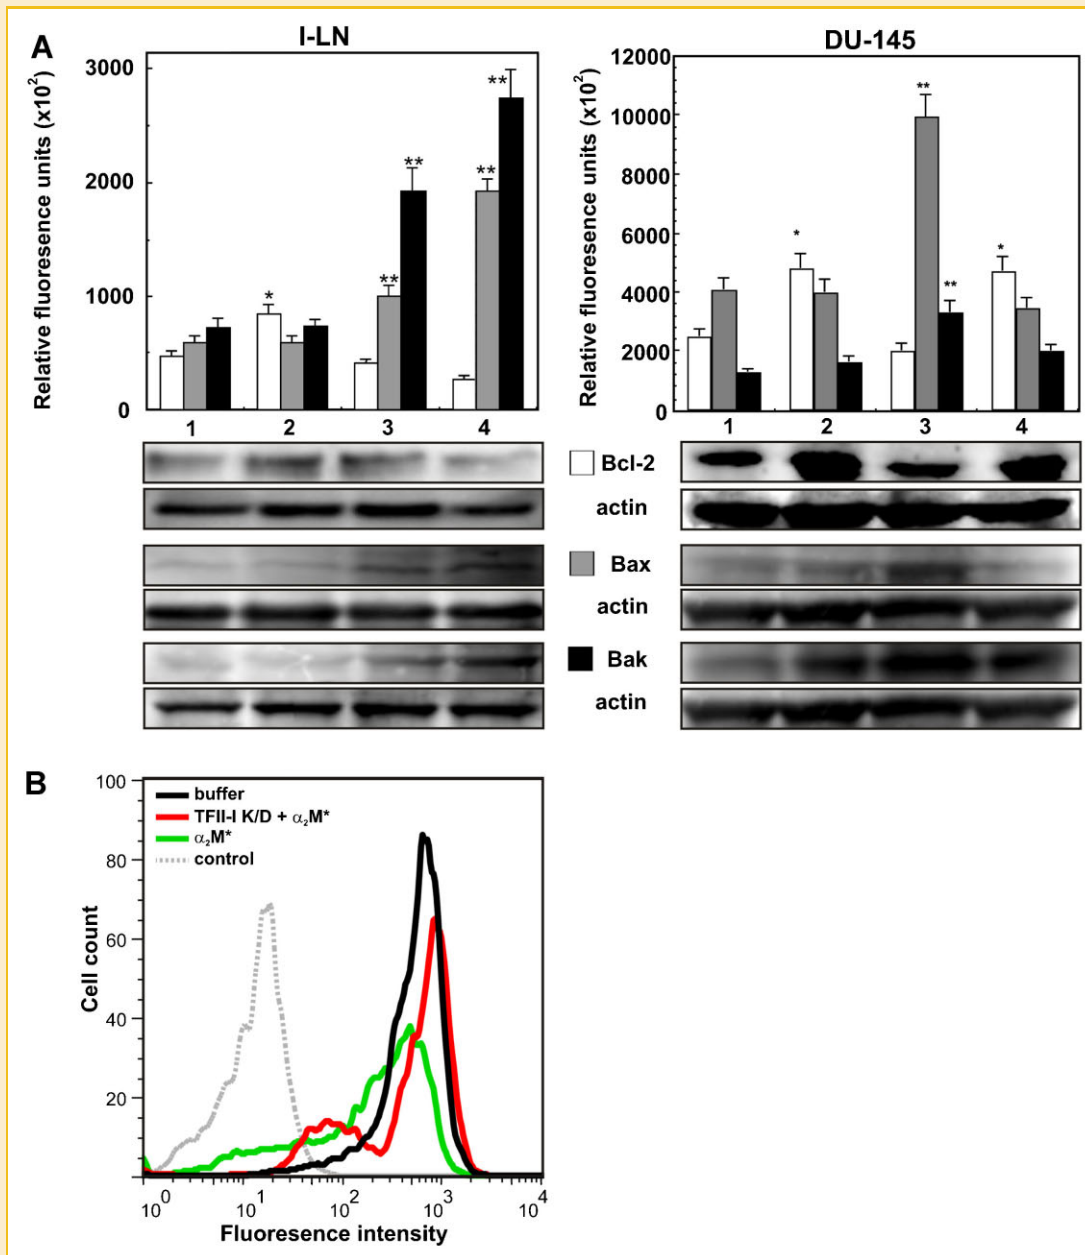 A
I-LN
DU-145
Relative fluoresence units (x10²)
3000
2000
1000
0
**
**
**
**
*
1 2 3 4
Relative fluoresence units (x10²)
12000
10000
8000
6000
4000
2000
0
**
*
*
**
1 2 3 4
Bcl-2
actin
Bax
actin
Bak
actin
B
buffer
TFII-I K/D + α₂M*
α₂M*
control
Cell count
100
80
60
40
20
10⁰ 10¹ 10² 10³ 10⁴
Fluoresence intensity